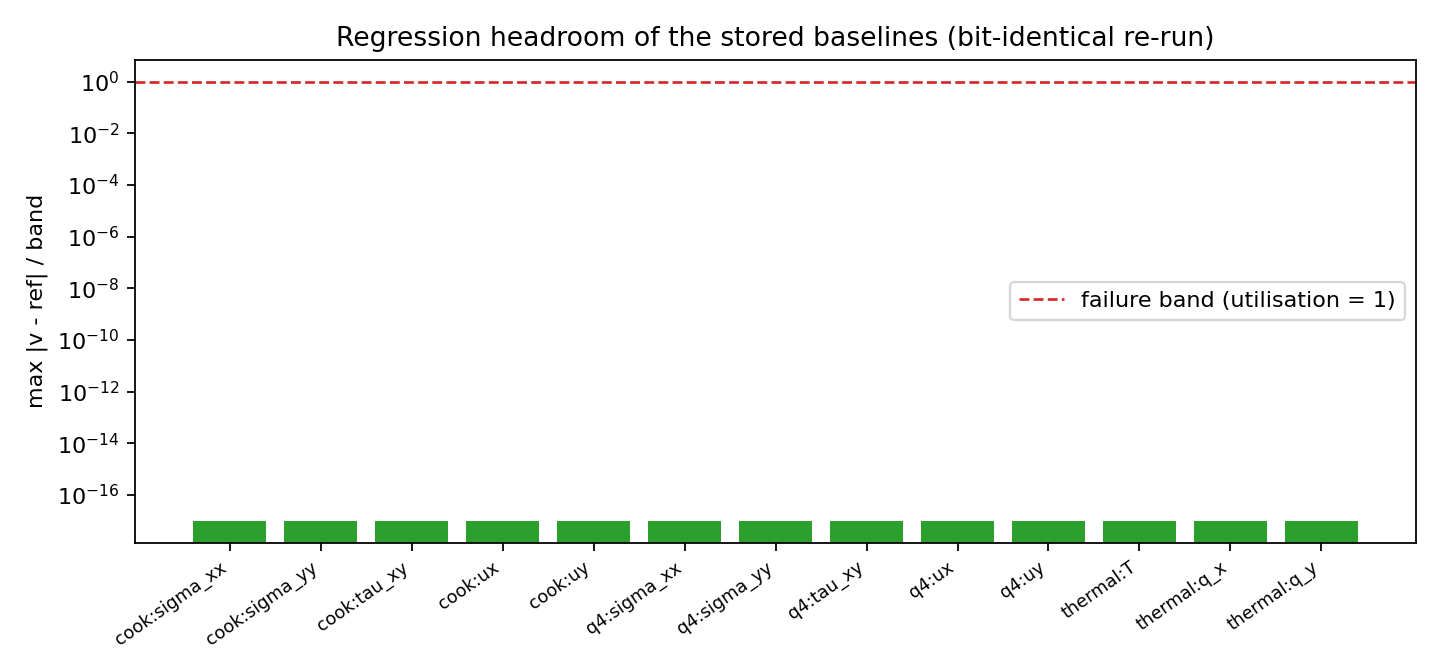 Regression headroom of the stored baselines (bit-identical re-run)
max |v - ref| / band
10⁰
10⁻²
10⁻⁴
10⁻⁶
10⁻⁸
10⁻¹⁰
10⁻¹²
10⁻¹⁴
10⁻¹⁶
failure band (utilisation = 1)
cook:sigma_xx
cook:sigma_yy
cook:tau_xy
cook:ux
cook:uy
q4:sigma_xx
q4:sigma_yy
q4:tau_xy
q4:ux
q4:uy
thermal:T
thermal:q_x
thermal:q_y